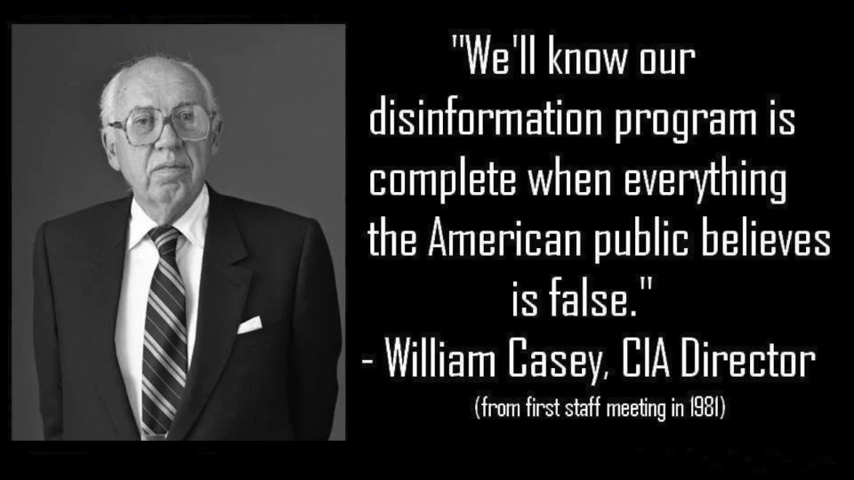 "We'll know our
disinformation program is
complete when everything
the American public believes
is false."
- William Casey, CIA Director
(from first staff meeting in 1981)